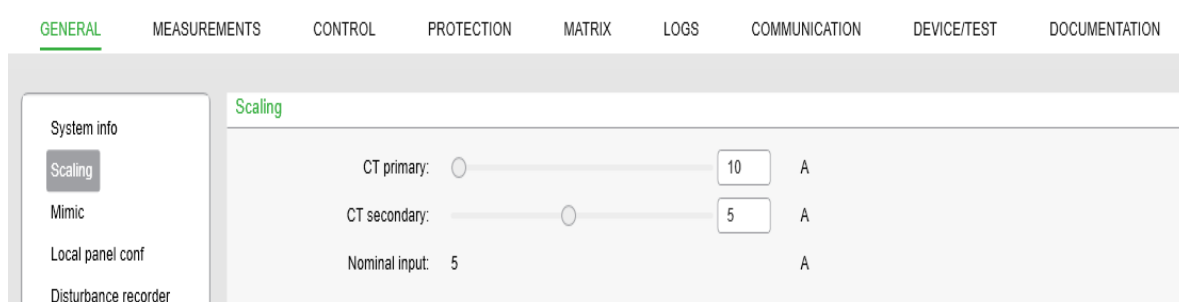 GENERAL MEASUREMENTS CONTROL PROTECTION MATRIX LOGS COMMUNICATION DEVICE/TEST DOCUMENTATION
Scaling
System info
Scaling
Mimic
Local panel conf
Disturbance recorder
CT primary: 10 A
CT secondary: 5 A
Nominal input: 5 A